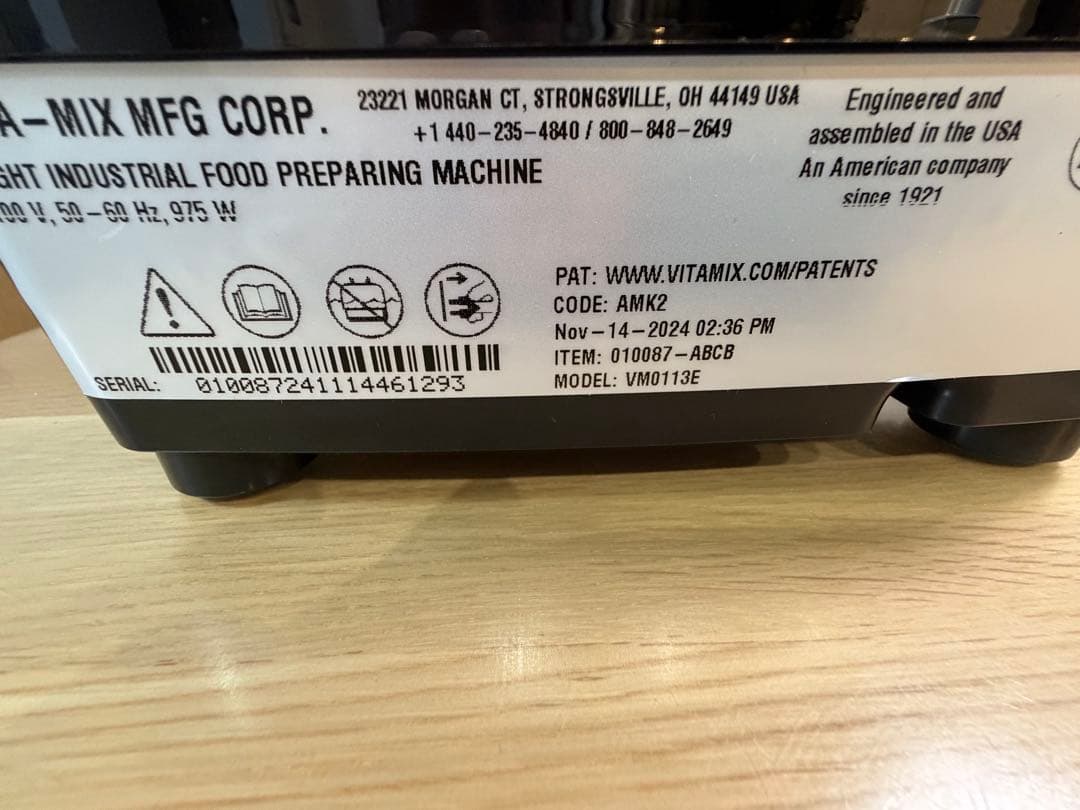 A-MIX MFG CORP.
23221 MORGAN CT, STRONGSVILLE, OH 44149 USA
+1 440-235-4840 / 800-848-2649
Engineered and
assembled in the USA
An American company
since 1921
GHT INDUSTRIAL FOOD PREPARING MACHINE
00 V, 50-60 Hz, 975 W
PAT: WWW.VITAMIX.COM/PATENTS
CODE: AMK2
Nov-14-2024 02:36 PM
ITEM: 010087-ABCB
MODEL: VM0113E
SERIAL: 010087241114461293